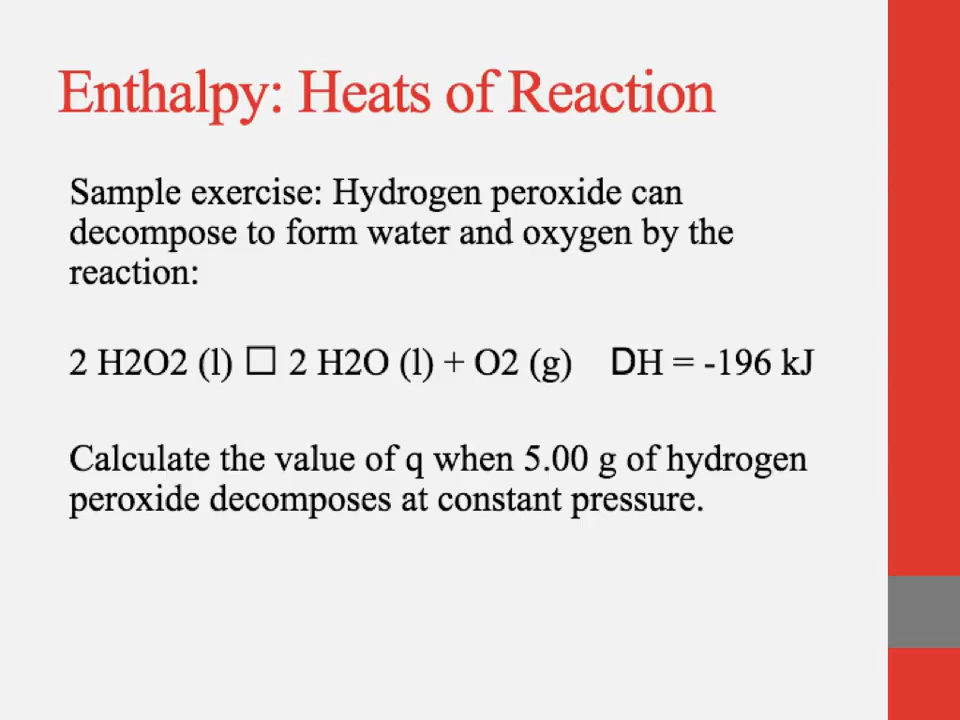 Enthalpy: Heats of Reaction
Sample exercise: Hydrogen peroxide can
decompose to form water and oxygen by the
reaction:
2 H2O2 (l) □ 2 H2O (l) + O2 (g) DH = -196 kJ
Calculate the value of q when 5.00 g of hydrogen
peroxide decomposes at constant pressure.